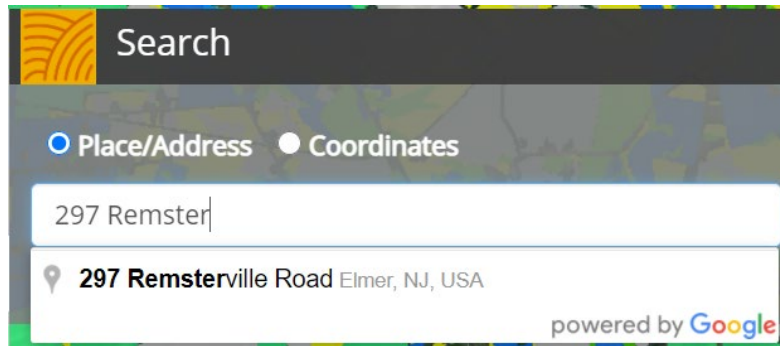 Search
Place/Address Coordinates
297 Remster
297 Remsterville Road Elmer, NJ, USA
powered by Google